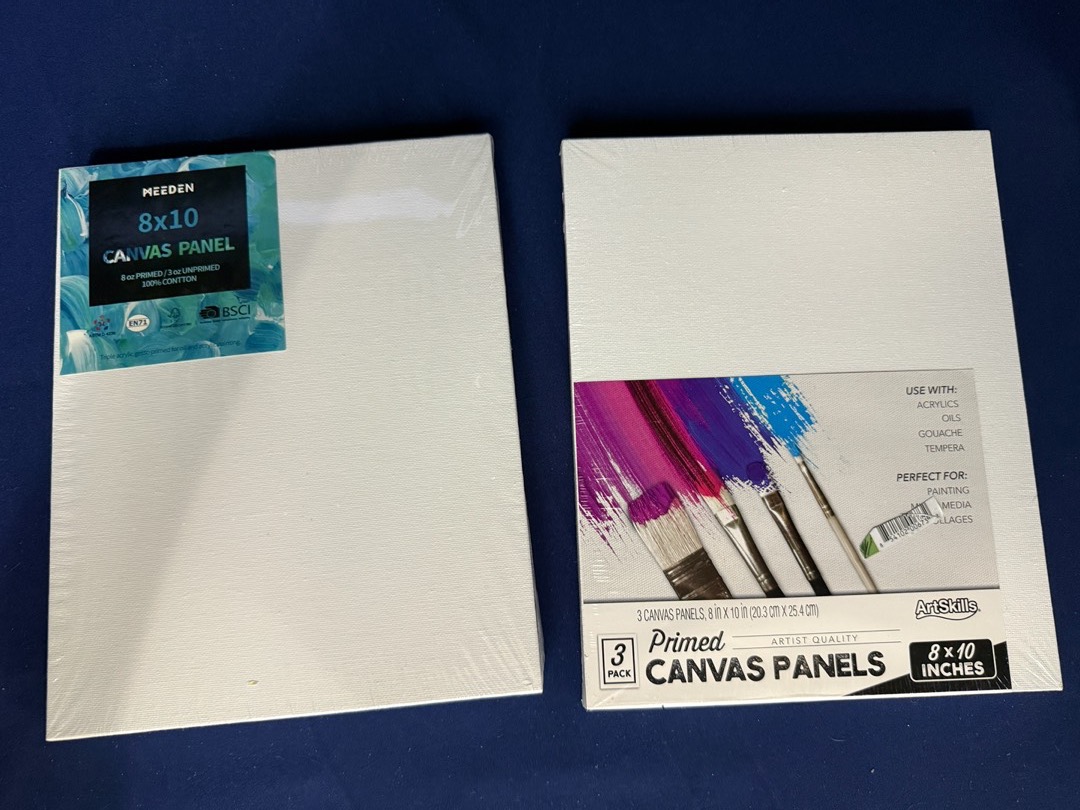 MEEDEN
8x10
CANVAS PANEL
8 oz PRIMED / 3 oz UNPRIMED
100% CONTTON
EN71
BSCI
USE WITH:
ACRYLICS
OILS
GOUACHE
TEMPERA
PERFECT FOR:
PAINTING
MEDIA
3 CANVAS PANELS, 8 in X 10 in (20.3 cm X 25.4 cm)
ArtSkills
3
PACK
Primed
ARTIST QUALITY
CANVAS PANELS
8 x 10
INCHES